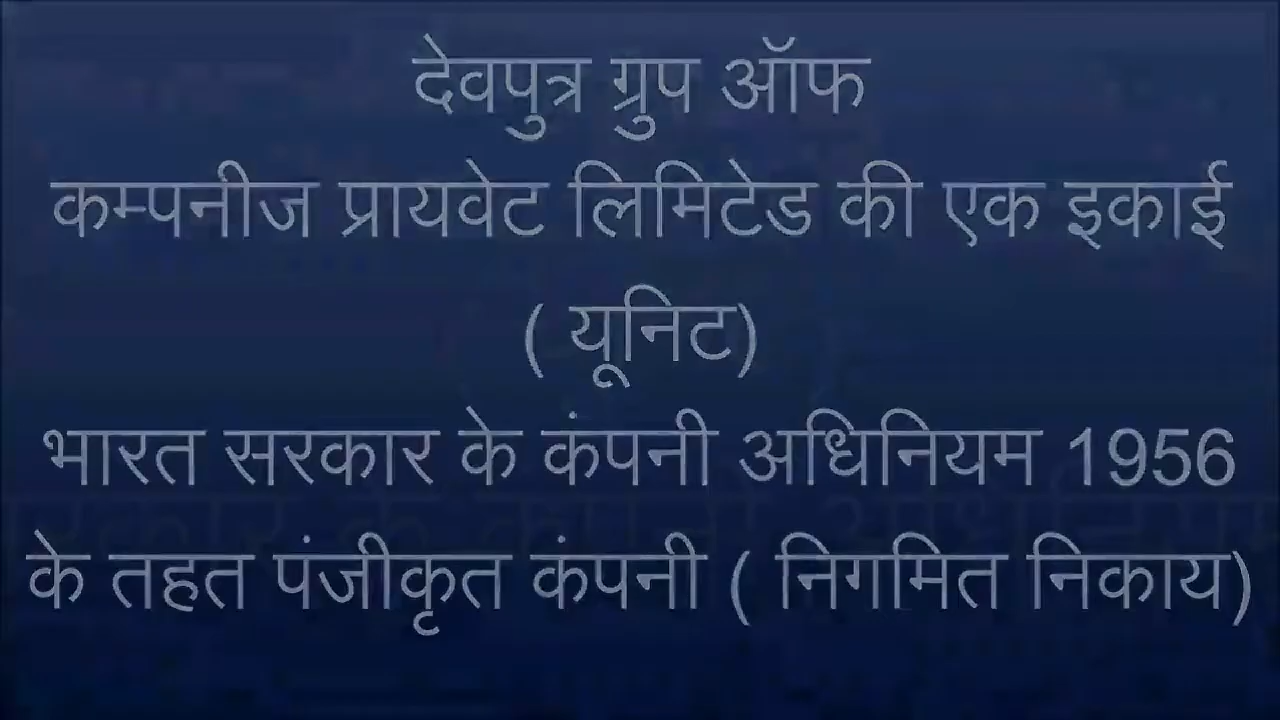 देवपुत्र ग्रुप ऑफ
कम्पनीज प्रायवेट लिमिटेड की एक इकाई
( यूनिट)
भारत सरकार के कंपनी अधिनियम 1956
के तहत पंजीकृत कंपनी ( निगमित निकाय)